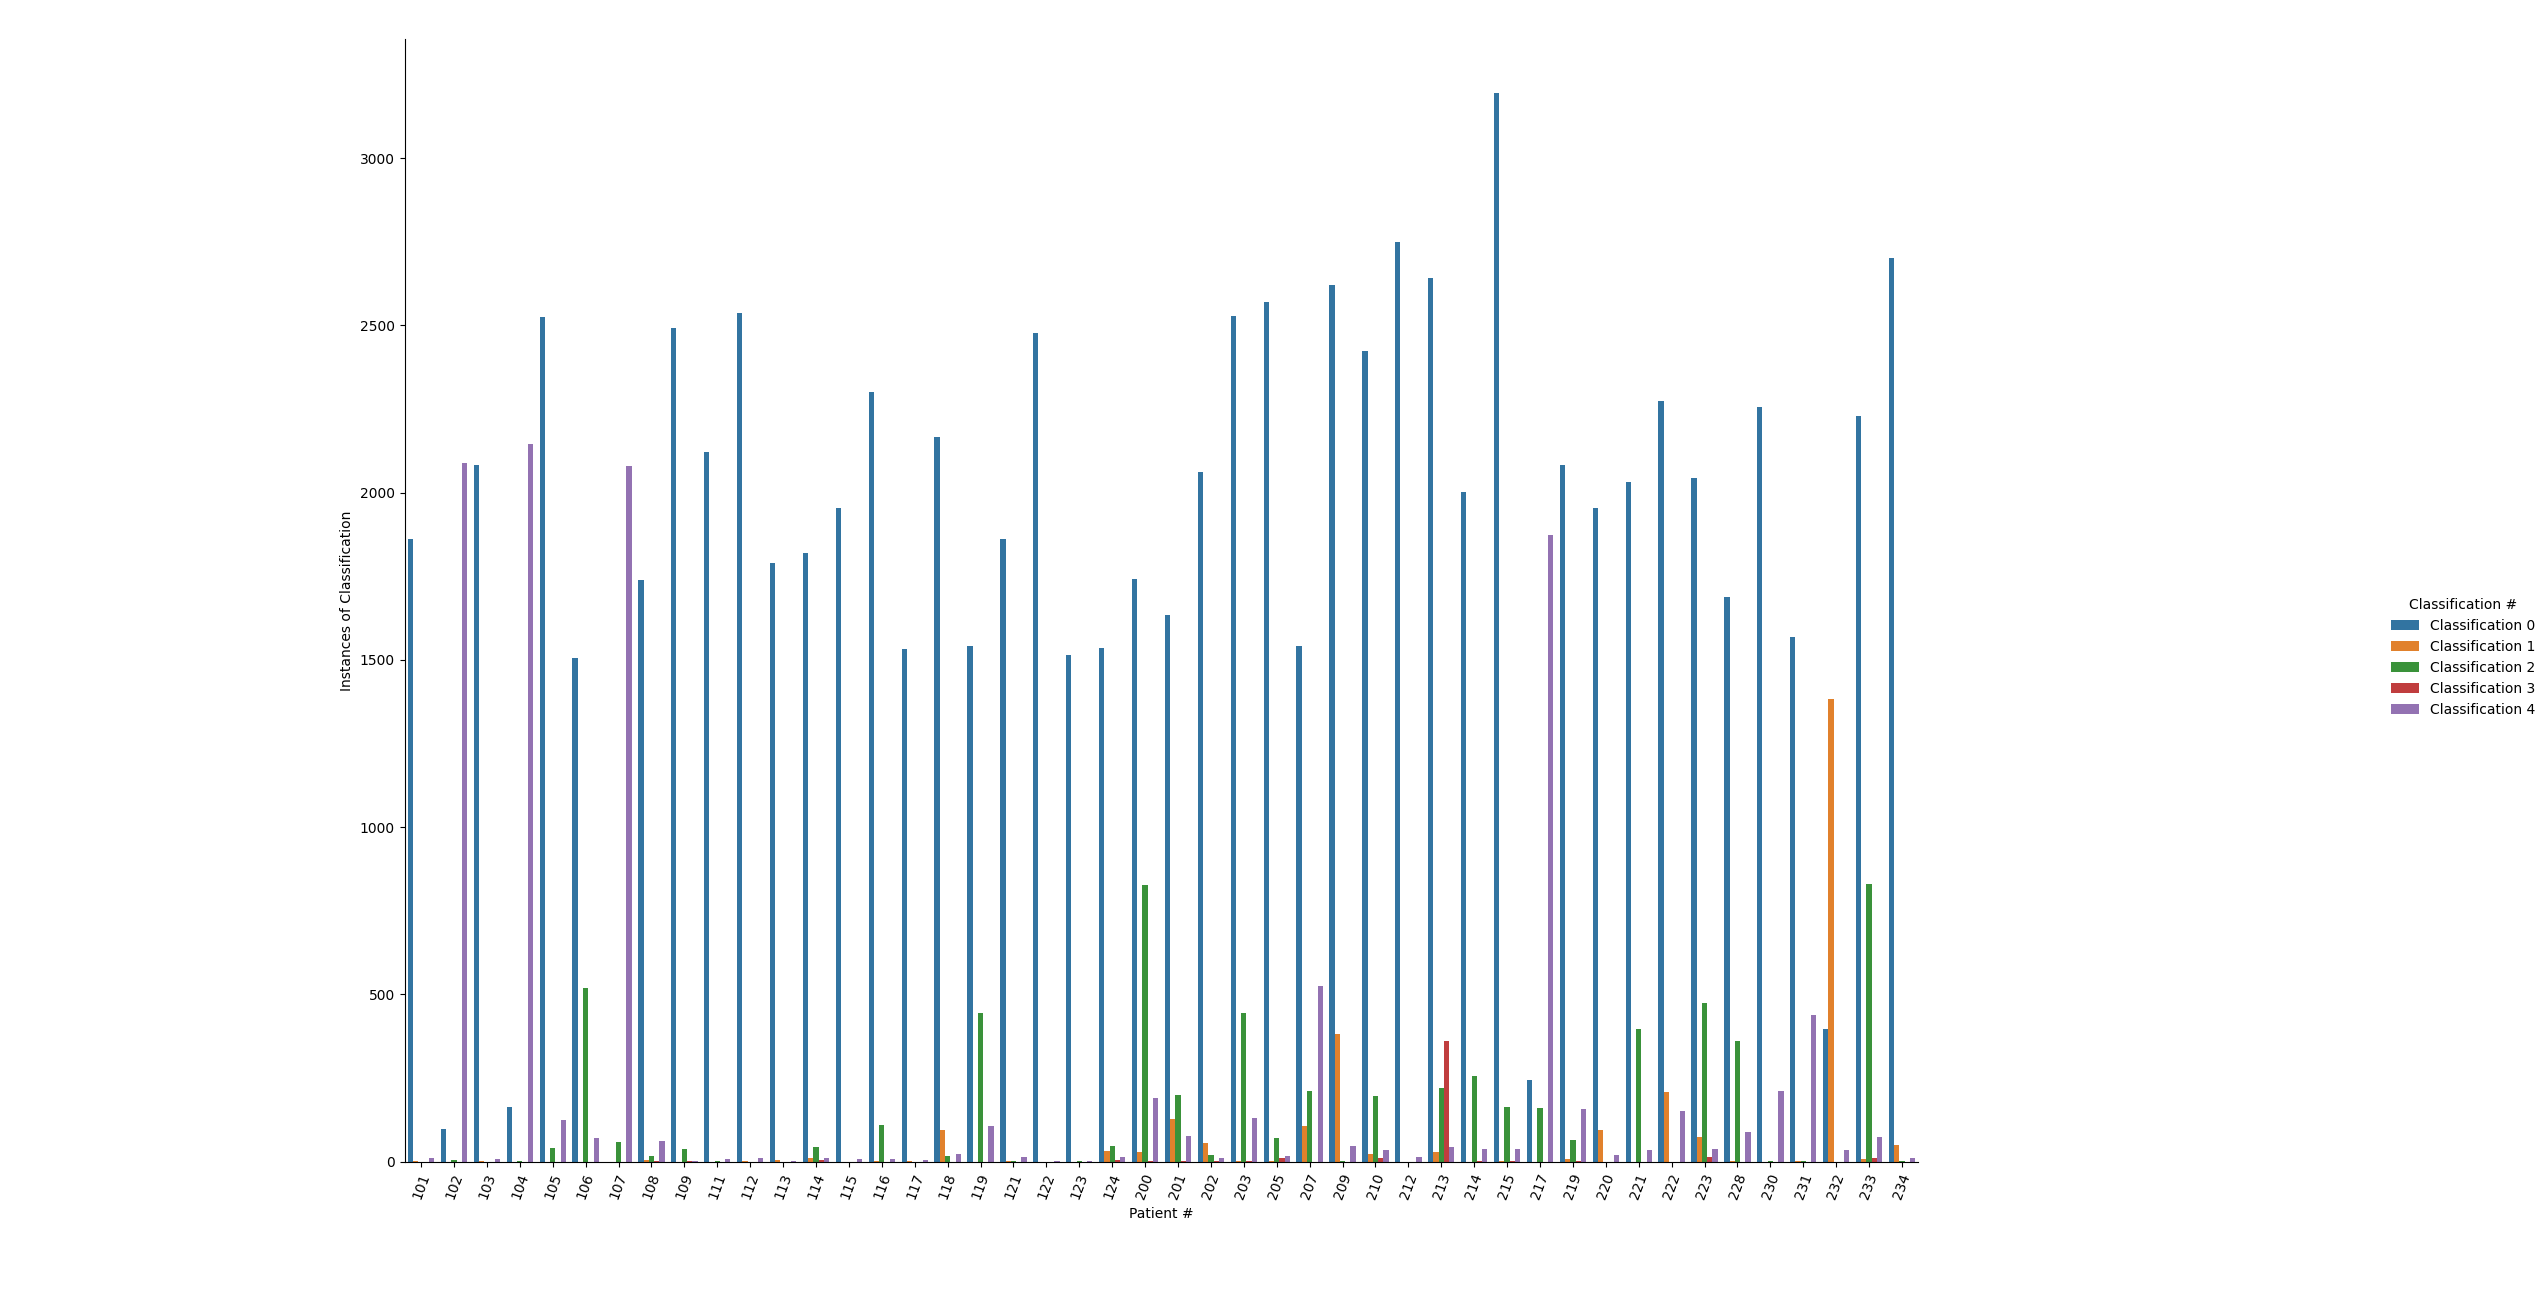 3000
2500
2000
1500
1000
500
0
Instances of Classification
101 102 103 104 105 106 107 108 109 111 112 113 114 115 116 117 118 119 121 122 123 124 200 201 202 203 205 207 209 210 212 213 214 215 217 219 220 221 222 223 228 230 231 232 233 234
Patient #
Classification #
Classification 0
Classification 1
Classification 2
Classification 3
Classification 4